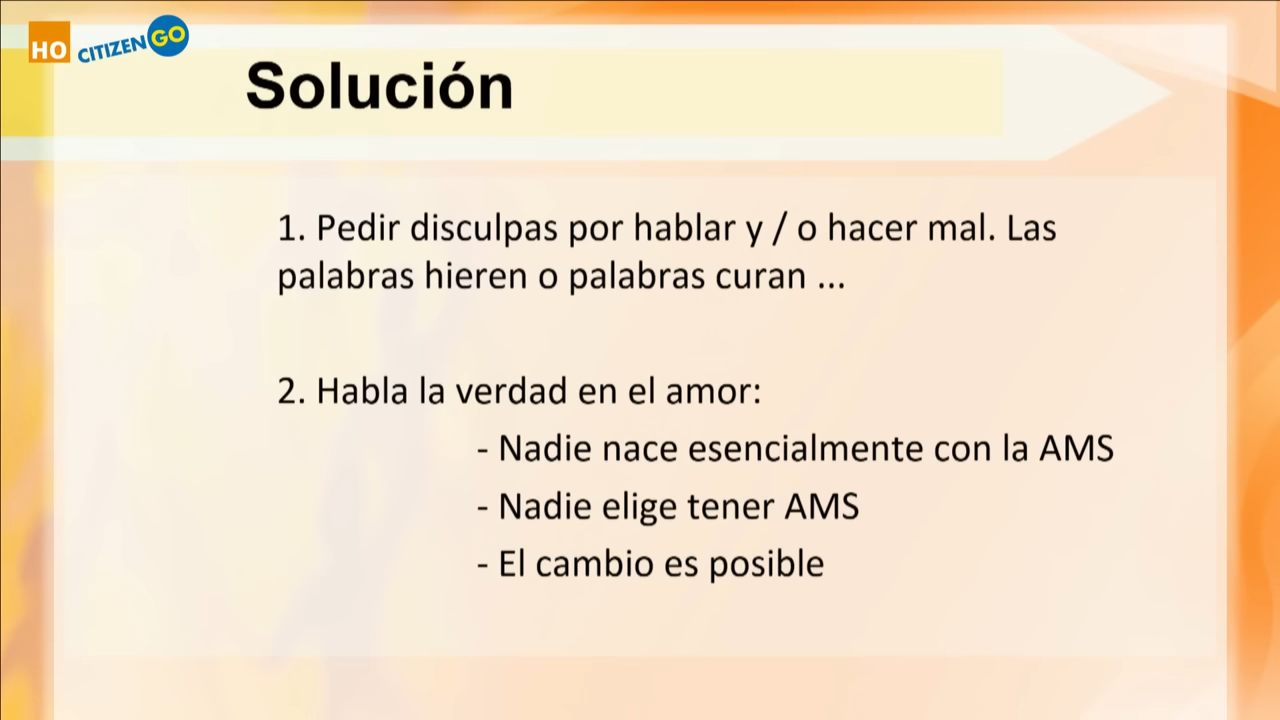 HO CITIZENGO
Solución
1. Pedir disculpas por hablar y / o hacer mal. Las
palabras hieren o palabras curan ...
2. Habla la verdad en el amor:
- Nadie nace esencialmente con la AMS
- Nadie elige tener AMS
- El cambio es posible